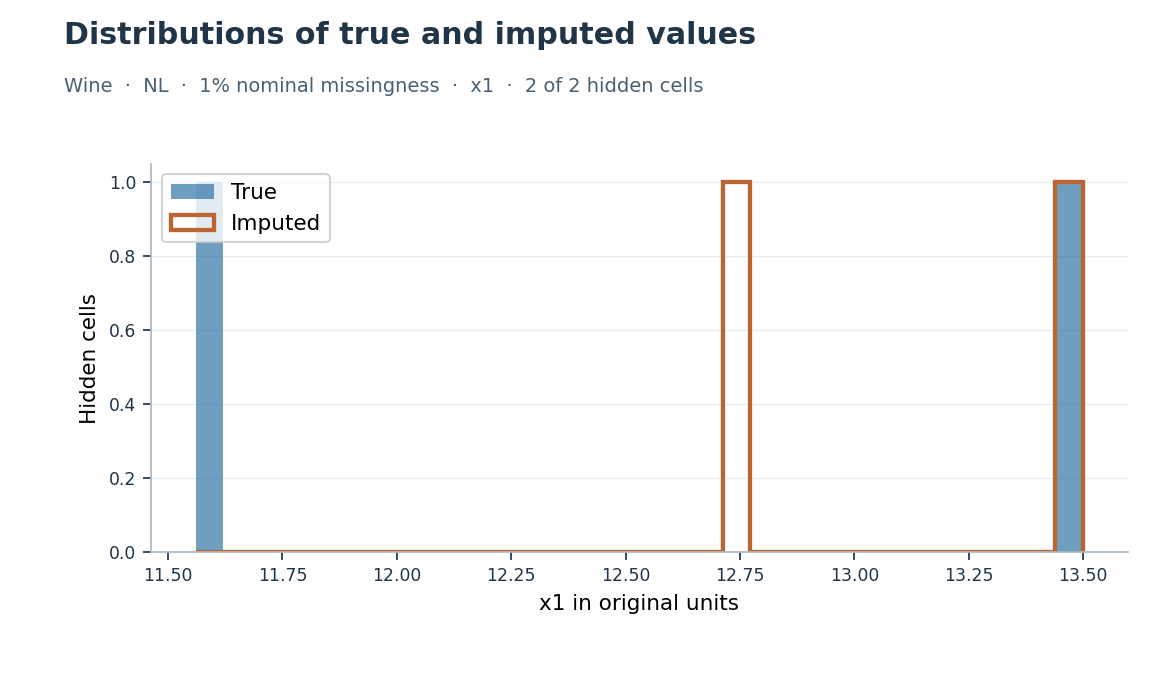 Distributions of true and imputed values
Wine · NL · 1% nominal missingness · x1 · 2 of 2 hidden cells
True
Imputed
Hidden cells
1.0
0.8
0.6
0.4
0.2
0.0
11.50 11.75 12.00 12.25 12.50 12.75 13.00 13.25 13.50
x1 in original units